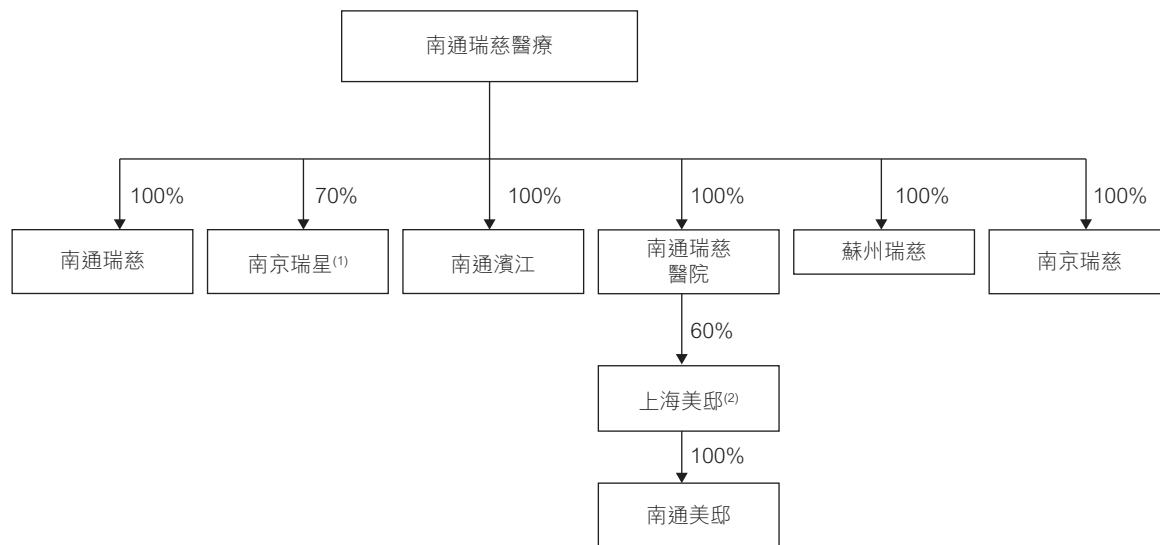 南通瑞慈醫療
100%
70%
100%
100%
100%
100%
南通瑞慈
南京瑞星(1)
南通濱江
南通瑞慈
醫院
蘇州瑞慈
南京瑞慈
60%
上海美邸(2)
100%
南通美邸